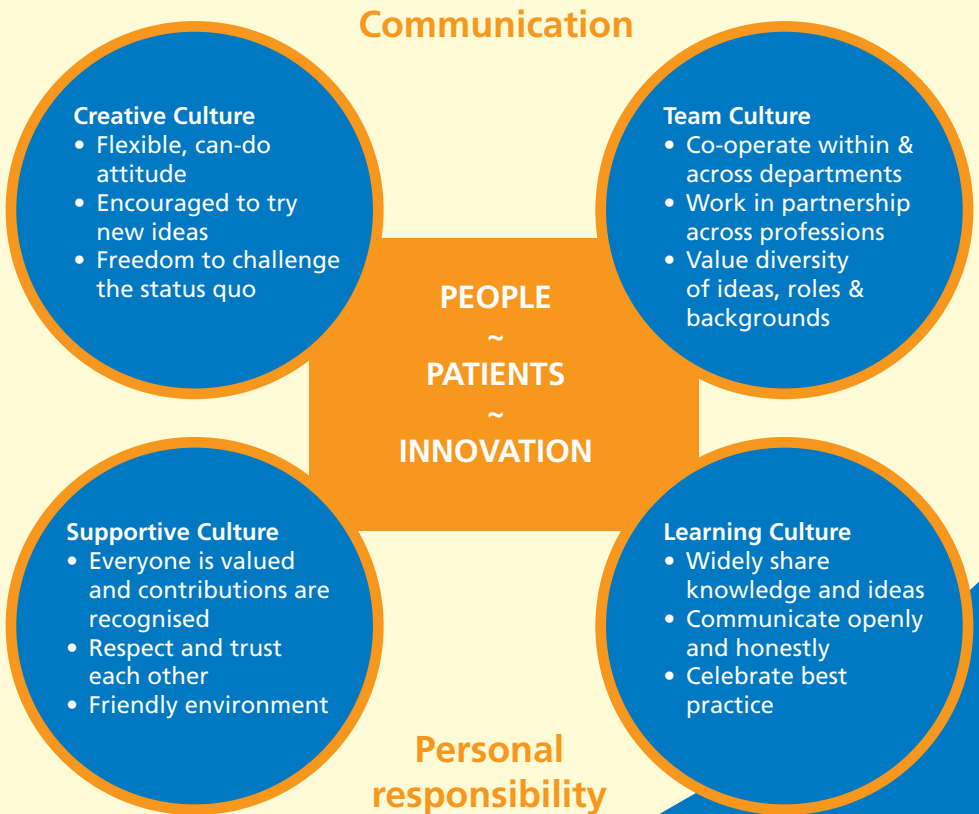 Communication
Creative Culture
• Flexible, can-do
attitude
• Encouraged to try
new ideas
• Freedom to challenge
the status quo
Team Culture
• Co-operate within &
across departments
• Work in partnership
across professions
• Value diversity
of ideas, roles &
backgrounds
PEOPLE
~
PATIENTS
~
INNOVATION
Supportive Culture
• Everyone is valued
and contributions are
recognised
• Respect and trust
each other
• Friendly environment
Learning Culture
• Widely share
knowledge and ideas
• Communicate openly
and honestly
• Celebrate best
practice
Personal
responsibility